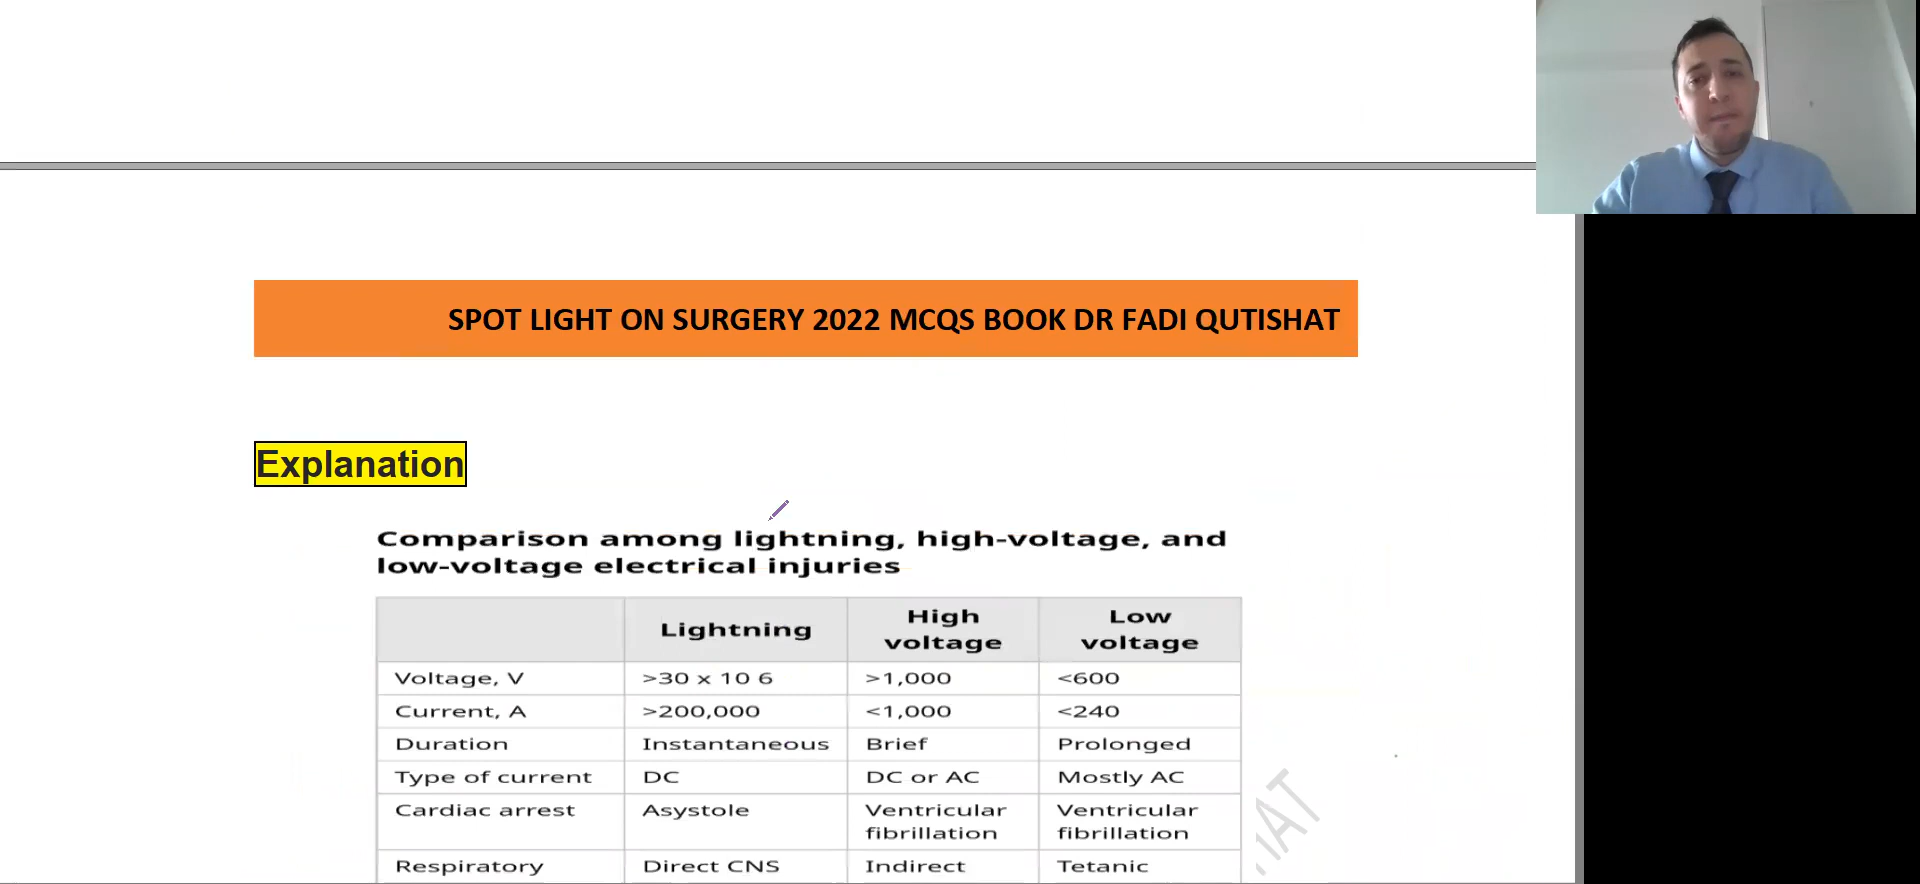 SPOT LIGHT ON SURGERY 2022 MCQS BOOK DR FADI QUTISHAT
Explanation
Comparison among lightning, high-voltage, and
low-voltage electrical injuries
Lightning High voltage Low voltage
Voltage, V >30 x 10 6 >1,000 <600
Current, A >200,000 <1,000 <240
Duration Instantaneous Brief Prolonged
Type of current DC DC or AC Mostly AC
Cardiac arrest Asystole Ventricular fibrillation Ventricular fibrillation
Respiratory Direct CNS Indirect Tetanic